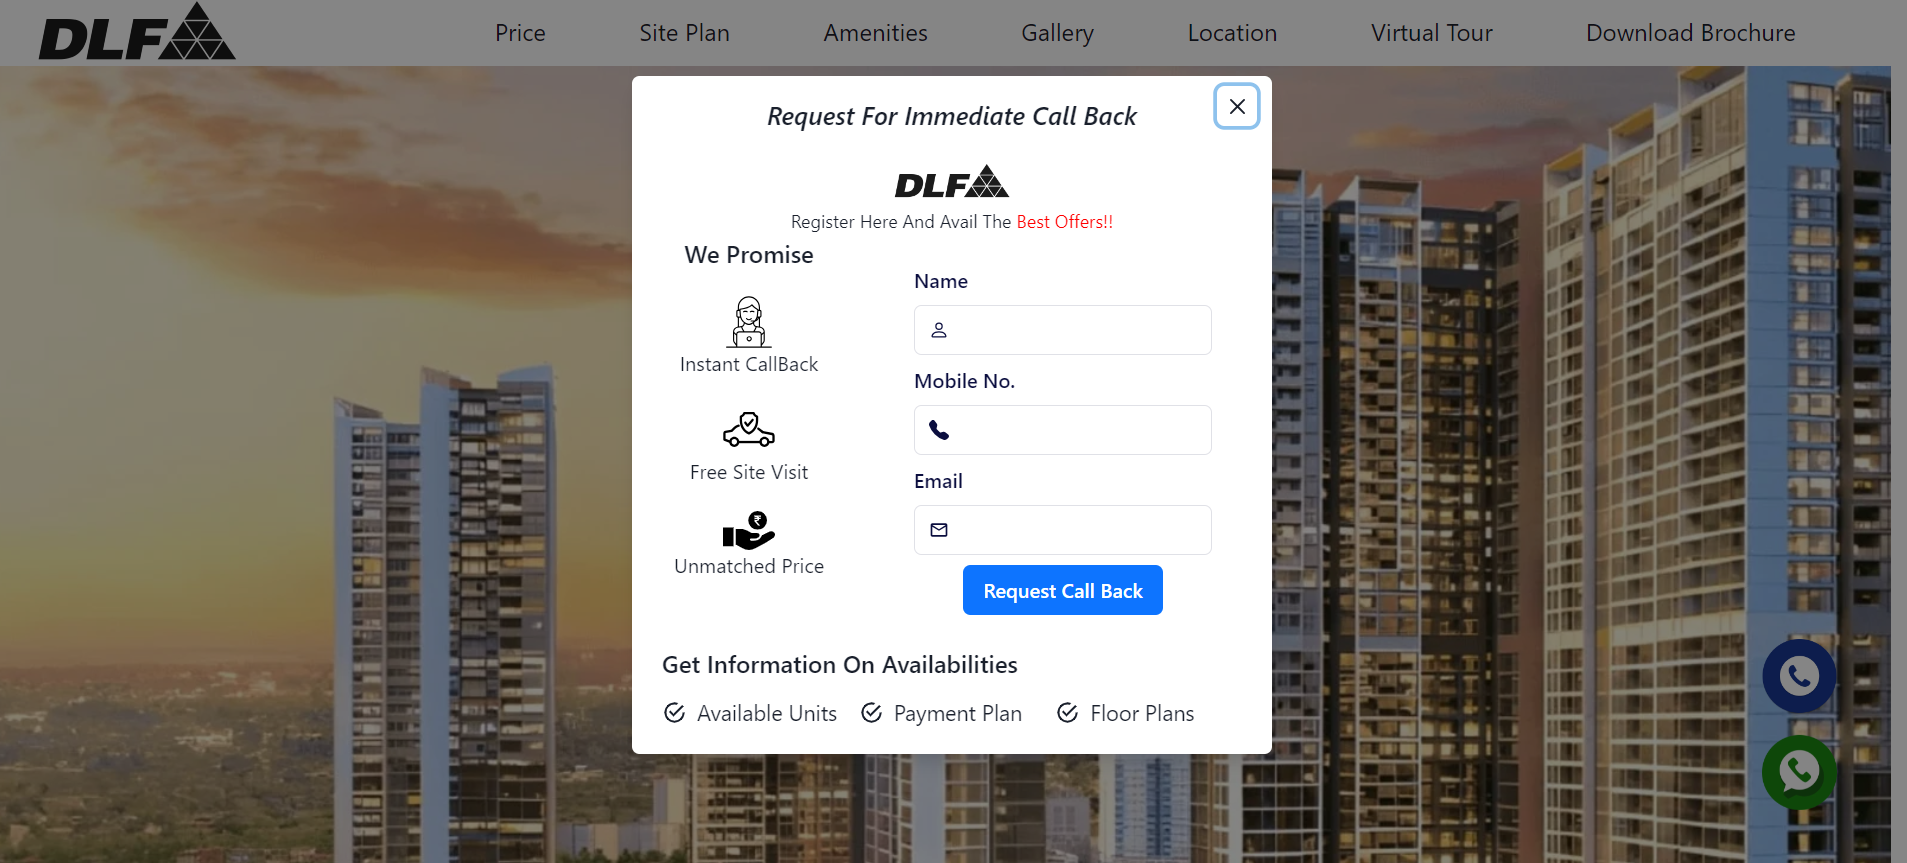 DLF
Price
Site Plan
Amenities
Gallery
Location
Virtual Tour
Download Brochure
Request For Immediate Call Back
DLF
Register Here And Avail The Best Offers!!
We Promise
Instant CallBack
Free Site Visit
₹
Unmatched Price
Name
Mobile No.
Email
Request Call Back
Get Information On Availabilities
Available Units
Payment Plan
Floor Plans